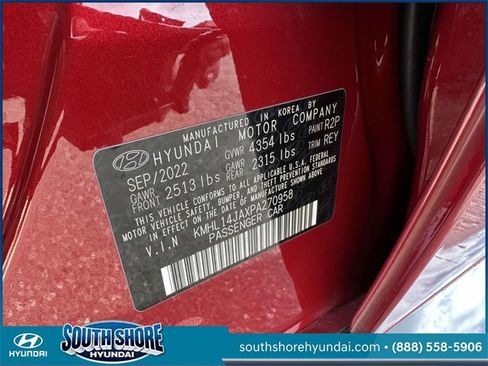 MANUFACTURED IN KOREA BY
HYUNDAI MOTOR COMPANY
SEP/2022 GVWR 4354 lbs PAINT R2P
GAWR FRONT 2513 lbs GAWR REAR 2315 lbs TRIM REY
THIS VEHICLE CONFORMS TO ALL APPLICABLE U.S.A. FEDERAL
MOTOR VEHICLE SAFETY, BUMPER, AND THEFT PREVENTION
STANDARDS IN EFFECT ON THE DATE OF
MANUFACTURE SHOWN ABOVE.
V.I.N KMHL14JAXPA270958
PASSENGER CAR
HYUNDAI
SOUTH SHORE
HYUNDAI
southshorehyundai.com • (888) 558-5906